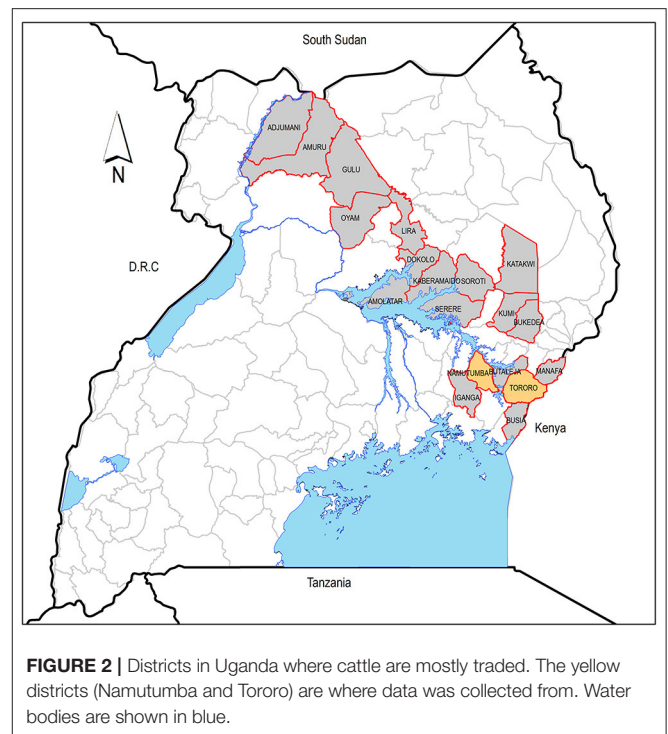 South Sudan
ADJUMANI
AMURU
N
GULU
OYAM
D.R.C
LIRA
DOKOLO
KATAKWI
KABERAMAIDO
SOROTI
AMOLATAR
SERERE
KUMI
BUKEDEA
NAMUTUMBA
BUTALEJA
MANAFA
TORORO
IGANGA
BUSIA
Kenya
Tanzania
FIGURE 2 | Districts in Uganda where cattle are mostly traded. The yellow
districts (Namutumba and Tororo) are where data was collected from. Water
bodies are shown in blue.